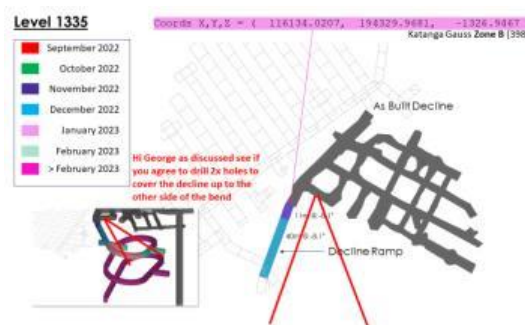 Level 1335
Coords X,Y,Z = ( 116134.0207, 194329.9681, -1326.9467
Katanga Gauss Zone B (398
September 2022
October 2022
November 2022
December 2022
January 2023
February 2023
> February 2023
As Built Decline
Hi George as discussed see if
you agree to drill 2x holes to
cover the decline up to the
other side of the bend
Decline Ramp